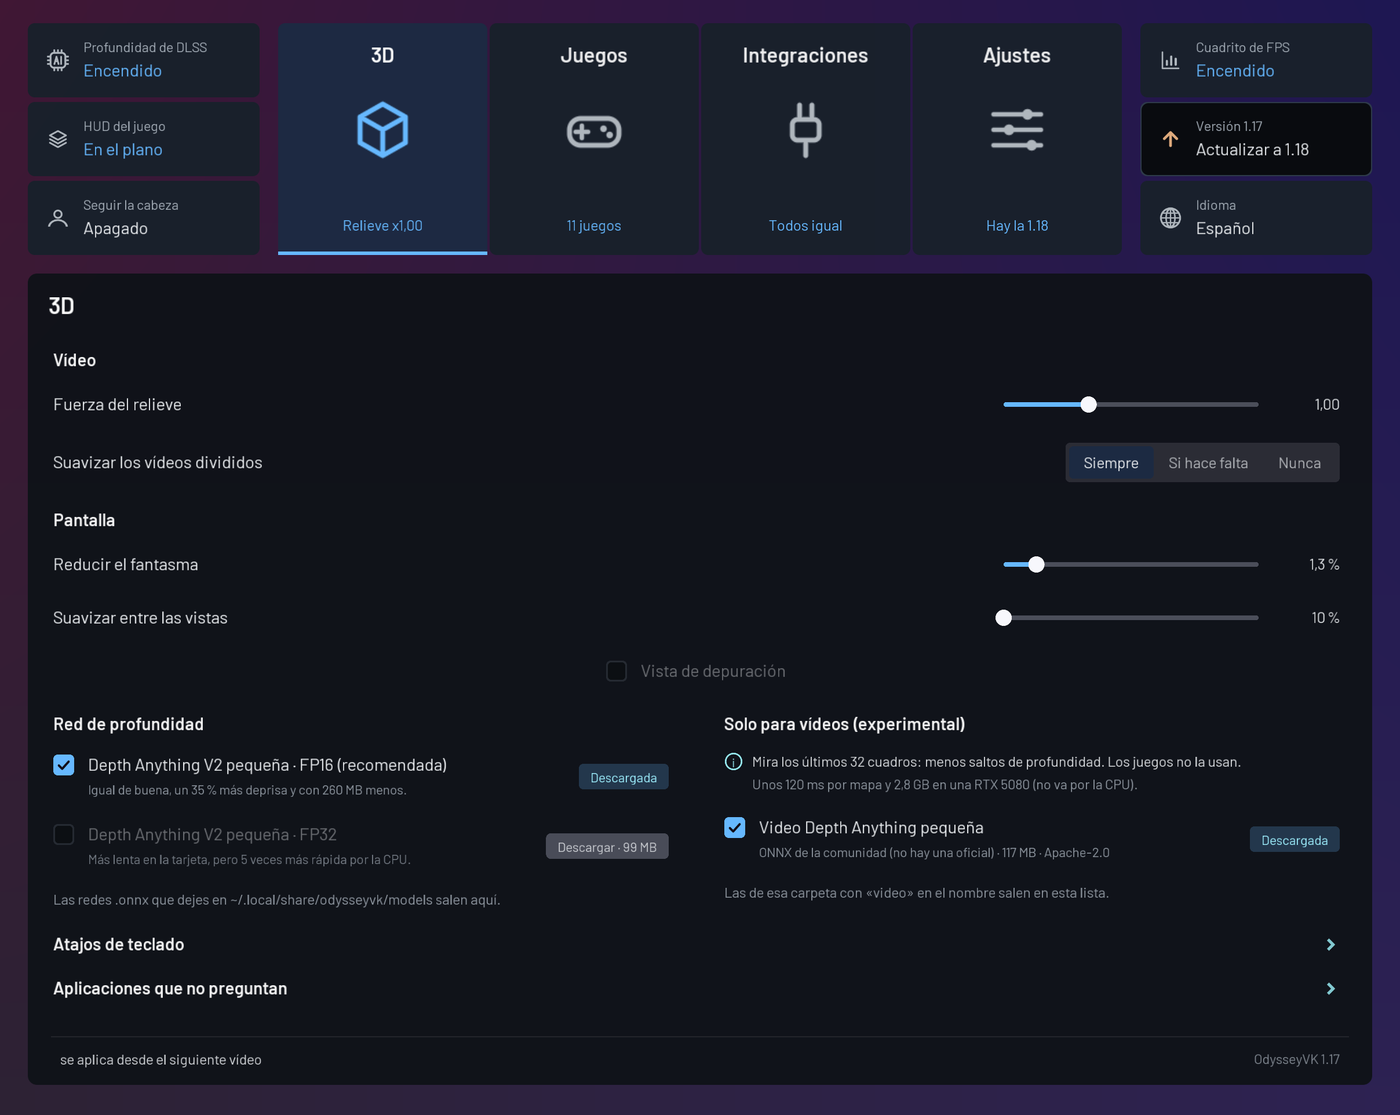 Profundidad de DLSS
Encendido
HUD del juego
En el plano
Seguir la cabeza
Apagado
3D
Relieve x1,00
Juegos
11 juegos
Integraciones
Todos igual
Ajustes
Hay la 1.18
Cuadrito de FPS
Encendido
Versión 1.17
Actualizar a 1.18
Idioma
Español
3D
Vídeo
Fuerza del relieve
1,00
Suavizar los vídeos divididos
Siempre
Si hace falta
Nunca
Pantalla
Reducir el fantasma
1,3 %
Suavizar entre las vistas
10 %
Vista de depuración
Red de profundidad
Depth Anything V2 pequeña · FP16 (recomendada)
Igual de buena, un 35 % más deprisa y con 260 MB menos.
Descargada
Depth Anything V2 pequeña · FP32
Más lenta en la tarjeta, pero 5 veces más rápida por la CPU.
Descargar · 99 MB
Las redes .onnx que dejes en ~/.local/share/odysseyvk/models salen aquí.
Solo para vídeos (experimental)
Mira los últimos 32 cuadros: menos saltos de profundidad. Los juegos no la usan.
Unos 120 ms por mapa y 2,8 GB en una RTX 5080 (no va por la CPU).
Video Depth Anything pequeña
ONNX de la comunidad (no hay una oficial) · 117 MB · Apache-2.0
Descargada
Las de esa carpeta con «video» en el nombre salen en esta lista.
Atajos de teclado
Aplicaciones que no preguntan
se aplica desde el siguiente vídeo
OdysseyVK 1.17